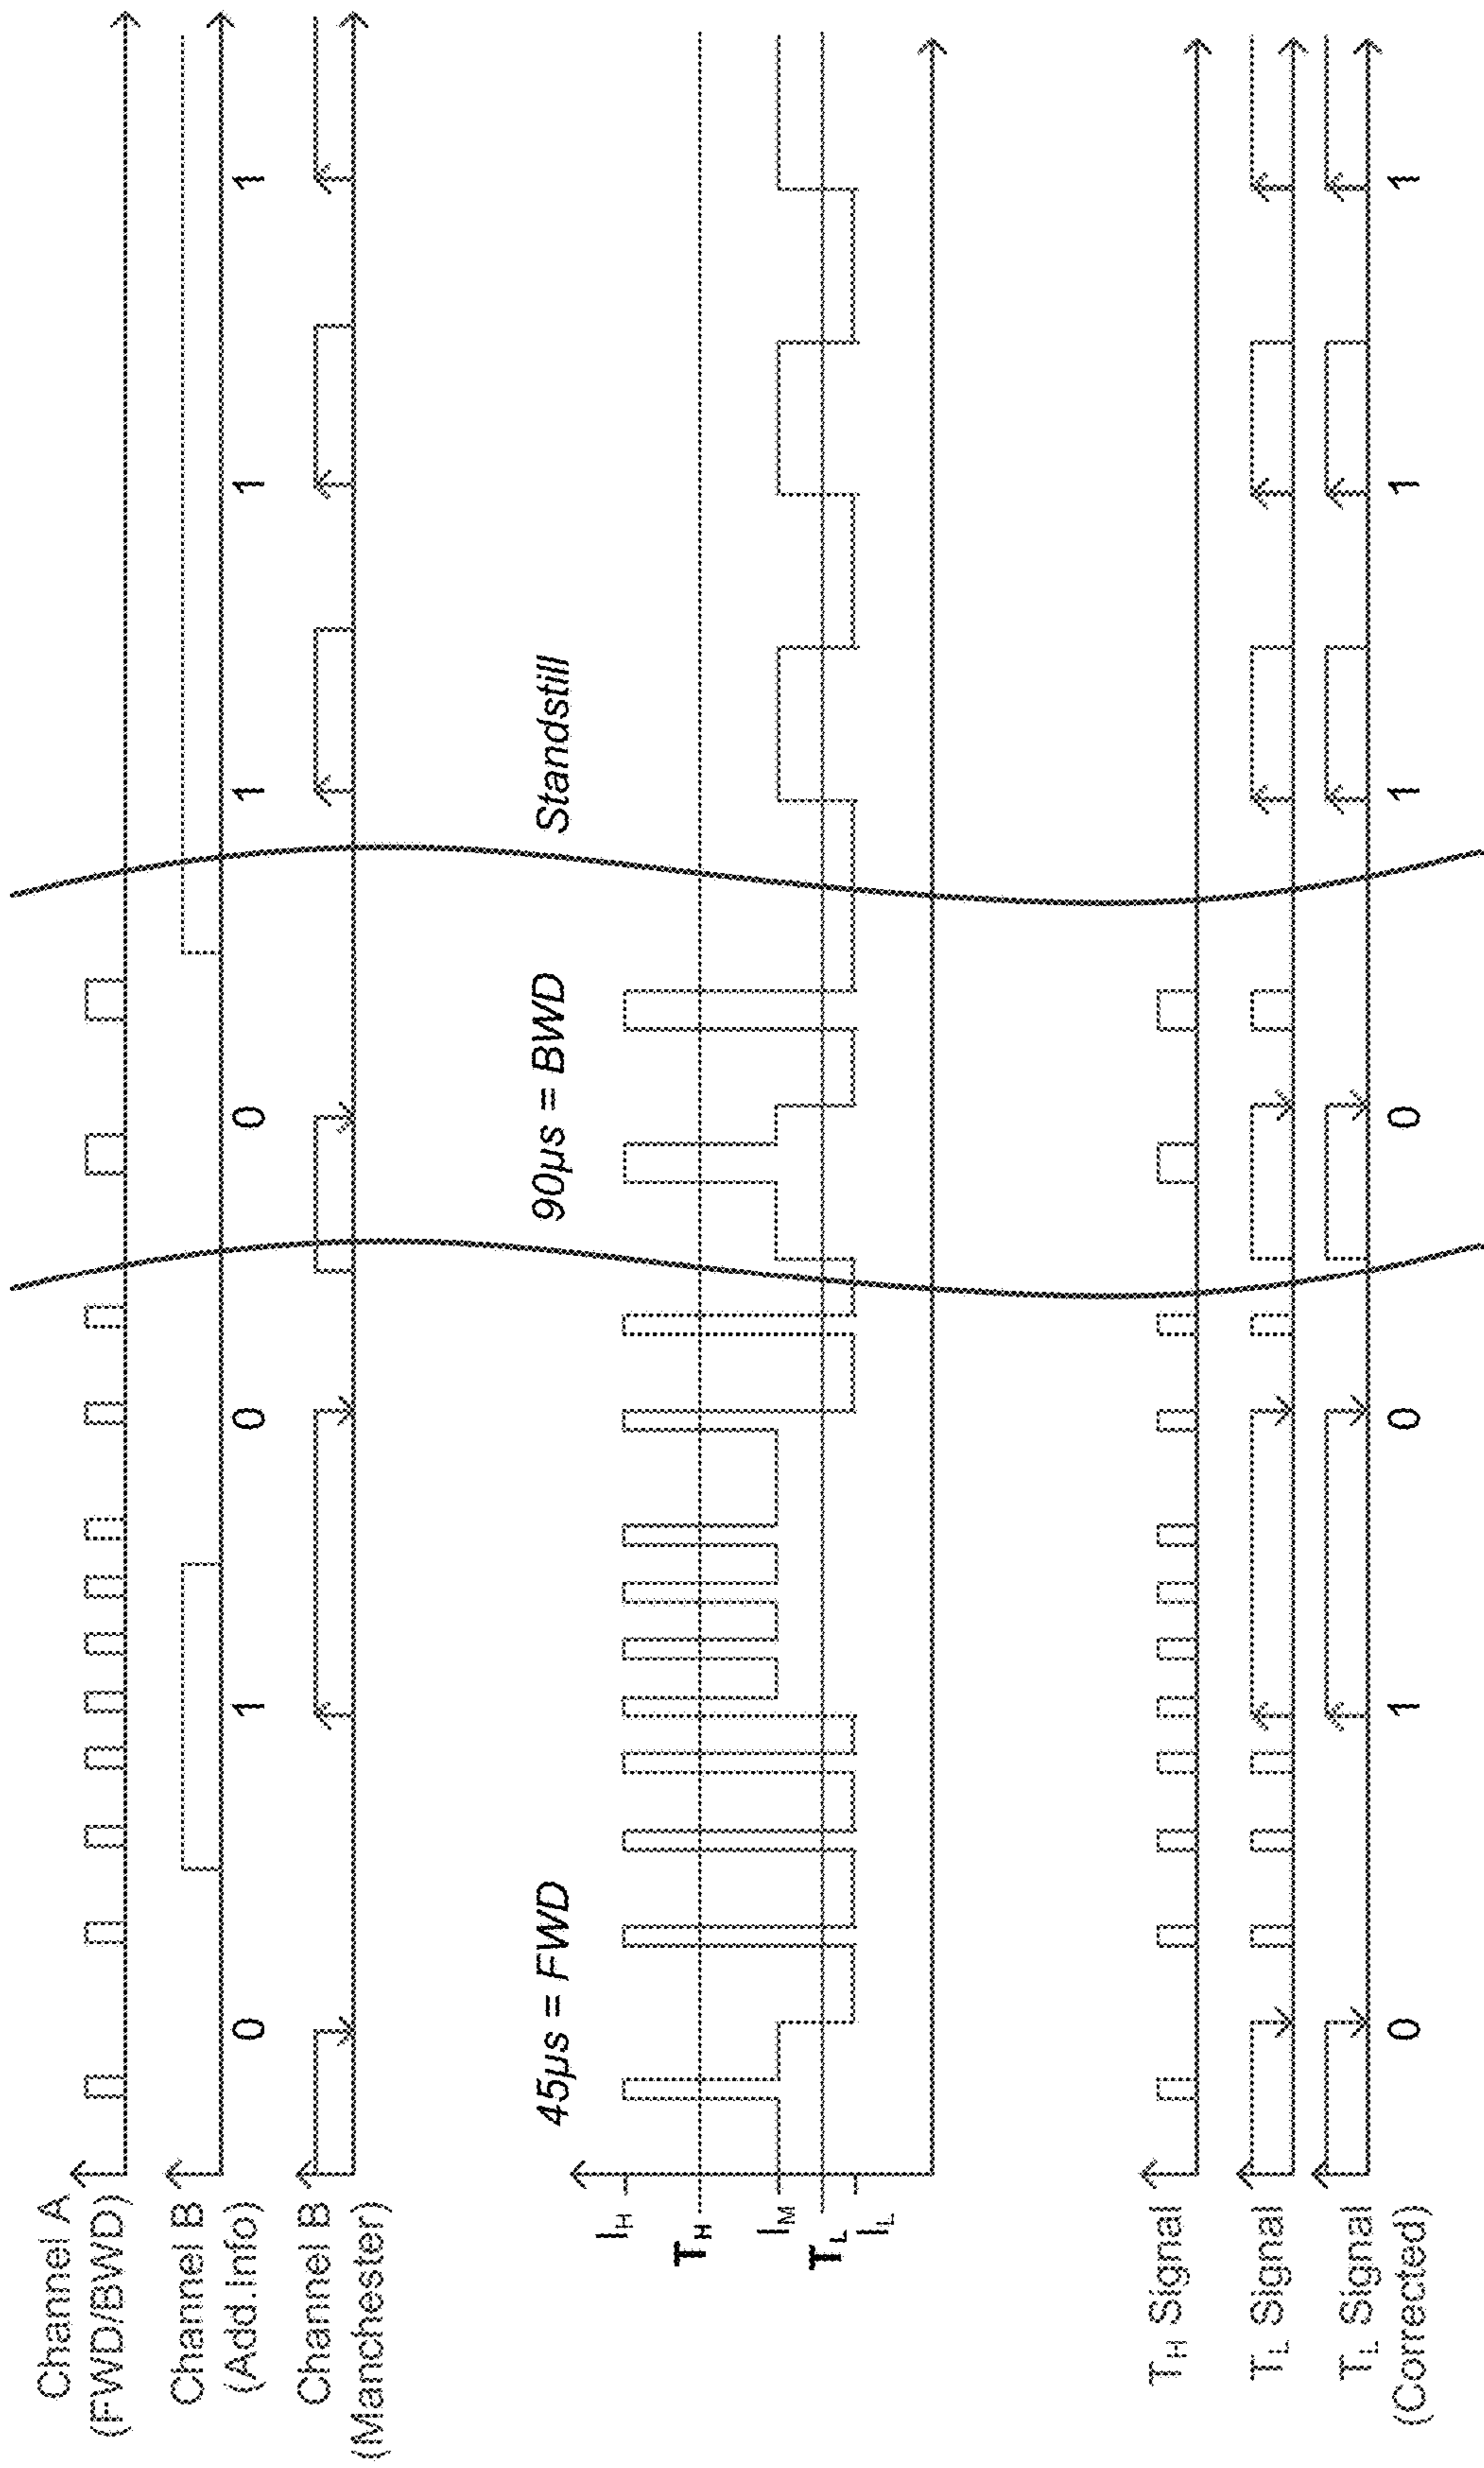 Channel A
(FWD/BWD)
Channel B
(Add.Info)
0 1 0 0 1 1 1
Channel B
(Manchester)
45µs = FWD
90µs = BWD
Standstill
I_H
T_H
I_M
T_L
I_L
T_H Signal
T_L Signal
T_L Signal
(Corrected)
0 1 0 0 1 1 1